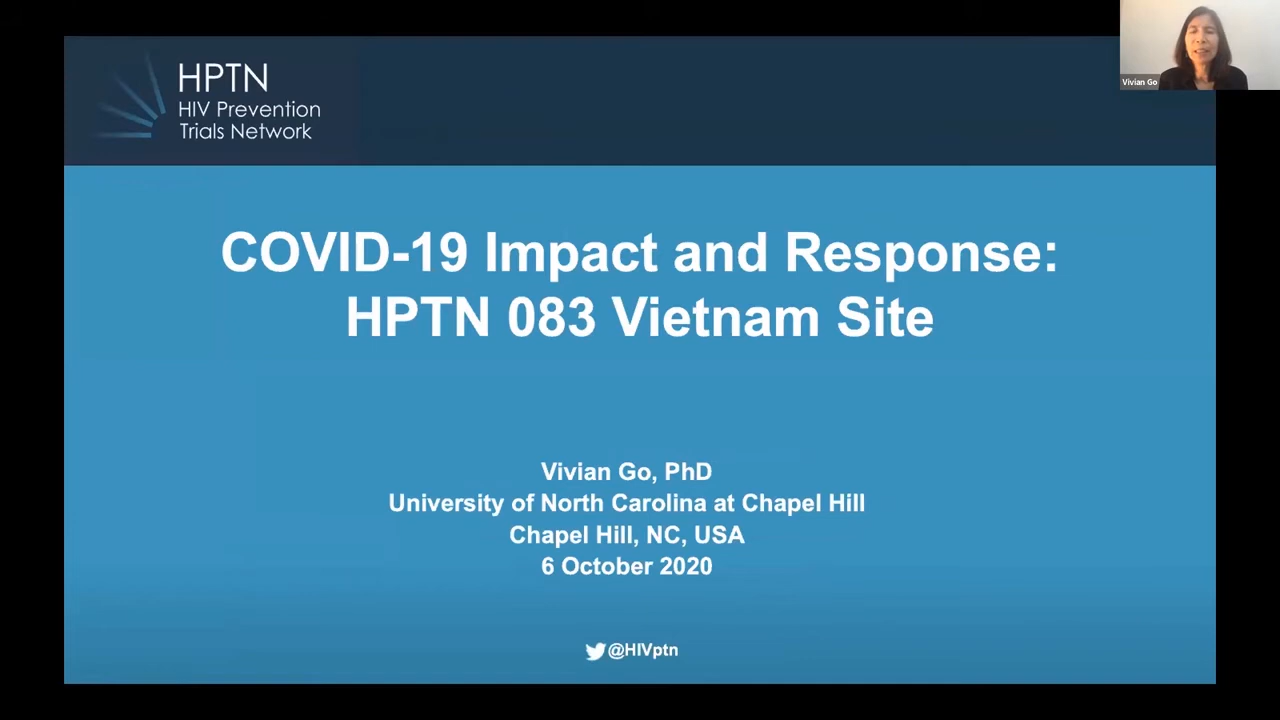 HPTN
HIV Prevention
Trials Network
Vivian Go
COVID-19 Impact and Response:
HPTN 083 Vietnam Site
Vivian Go, PhD
University of North Carolina at Chapel Hill
Chapel Hill, NC, USA
6 October 2020
@HIVptn